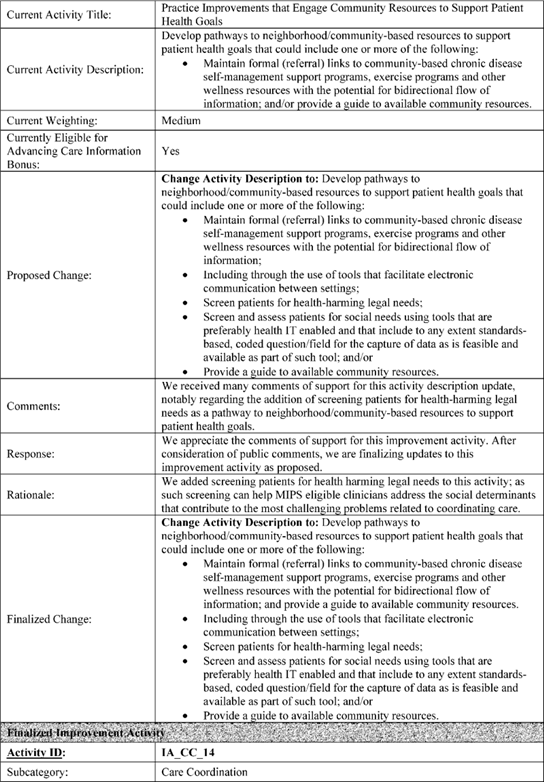 Current Activity Title:
Practice Improvements that Engage Community Resources to Support Patient
Health Goals
Current Activity Description:
Develop pathways to neighborhood/community-based resources to support
patient health goals that could include one or more of the following:
• Maintain formal (referral) links to community-based chronic disease
self-management support programs, exercise programs and other
wellness resources with the potential for bidirectional flow of
information; and/or provide a guide to available community resources.
Current Weighting:
Medium
Currently Eligible for
Advancing Care Information
Bonus:
Yes
Proposed Change:
Change Activity Description to: Develop pathways to
neighborhood/community-based resources to support patient health goals that
could include one or more of the following:
• Maintain formal (referral) links to community-based chronic disease
self-management support programs, exercise programs and other
wellness resources with the potential for bidirectional flow of
information;
• Including through the use of tools that facilitate electronic
communication between settings;
• Screen patients for health-harming legal needs;
• Screen and assess patients for social needs using tools that are
preferably health IT enabled and that include to any extent standards-
based, coded question/field for the capture of data as is feasible and
available as part of such tool; and/or
• Provide a guide to available community resources.
Comments:
We received many comments of support for this activity description update,
notably regarding the addition of screening patients for health-harming legal
needs as a pathway to neighborhood/community-based resources to support
patient health goals.
Response:
We appreciate the comments of support for this improvement activity. After
consideration of public comments, we are finalizing updates to this
improvement activity as proposed.
Rationale:
We added screening patients for health harming legal needs to this activity; as
such screening can help MIPS eligible clinicians address the social determinants
that contribute to the most challenging problems related to coordinating care.
Finalized Change:
Change Activity Description to: Develop pathways to
neighborhood/community-based resources to support patient health goals that
could include one or more of the following:
• Maintain formal (referral) links to community-based chronic disease
self-management support programs, exercise programs and other
wellness resources with the potential for bidirectional flow of
information; and provide a guide to available community resources.
• Including through the use of tools that facilitate electronic
communication between settings;
• Screen patients for health-harming legal needs;
• Screen and assess patients for social needs using tools that are
preferably health IT enabled and that include to any extent standards-
based, coded question/field for the capture of data as is feasible and
available as part of such tool; and/or
• Provide a guide to available community resources.
Finalized Improvement Activity
Activity ID:
IA_CC_14
Subcategory:
Care Coordination